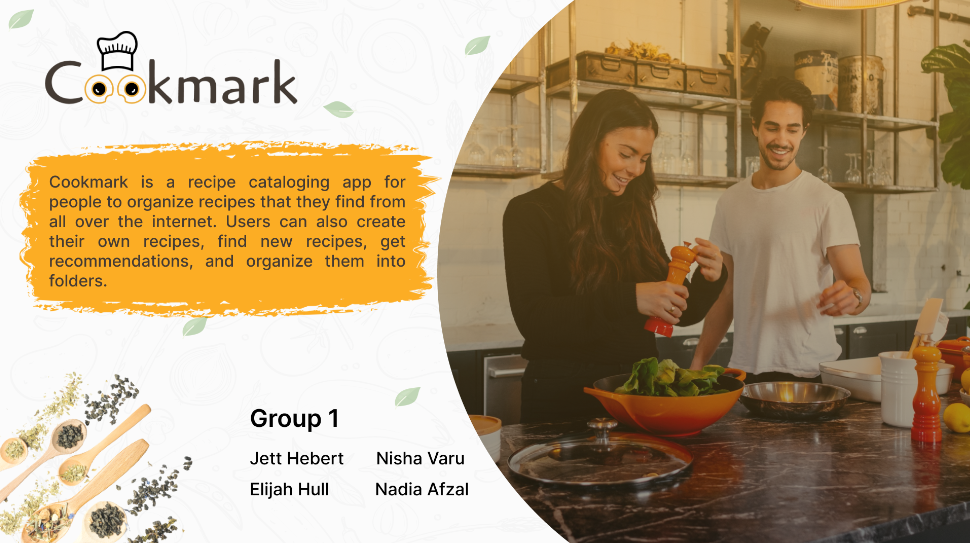 Cookmark
Cookmark is a recipe cataloging app for
people to organize recipes that they find from
all over the internet. Users can also create
their own recipes, find new recipes, get
recommendations, and organize them into
folders.
Group 1
Jett Hebert Nisha Varu
Elijah Hull Nadia Afzal